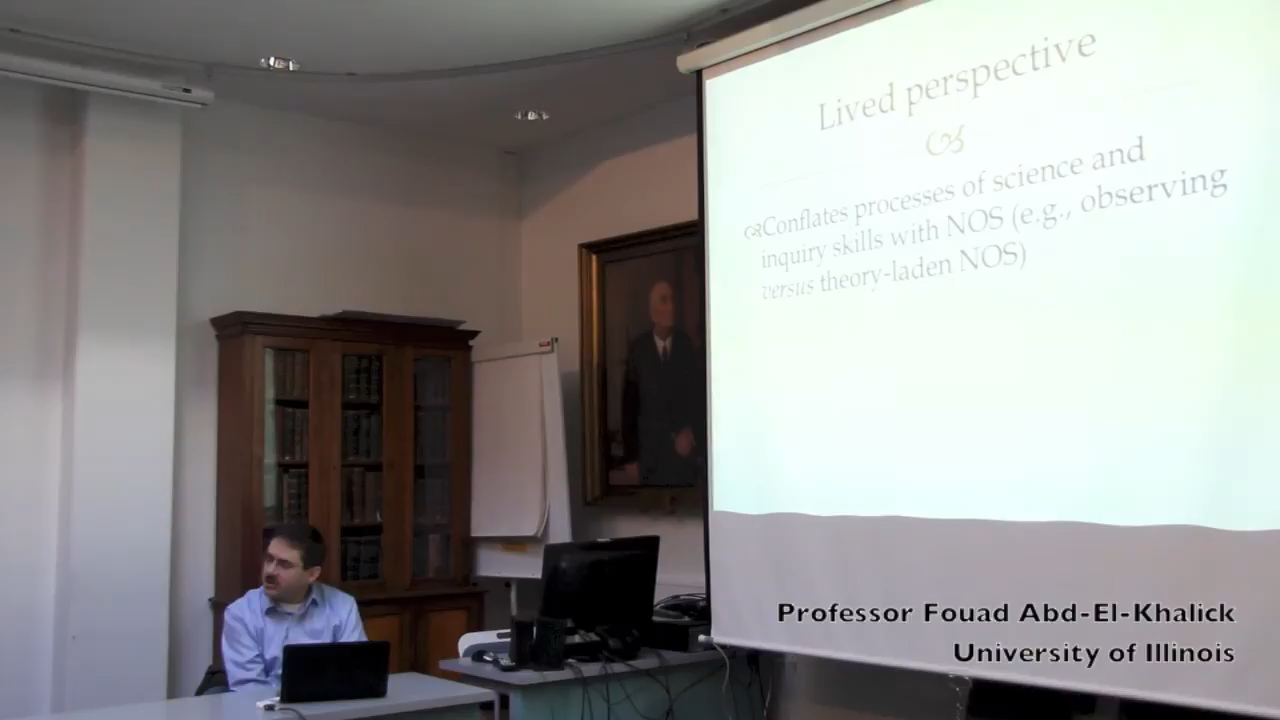 Lived perspective
Conflates processes of science and
inquiry skills with NOS (e.g., observing
versus theory-laden NOS)
Professor Fouad Abd-El-Khalick
University of Illinois